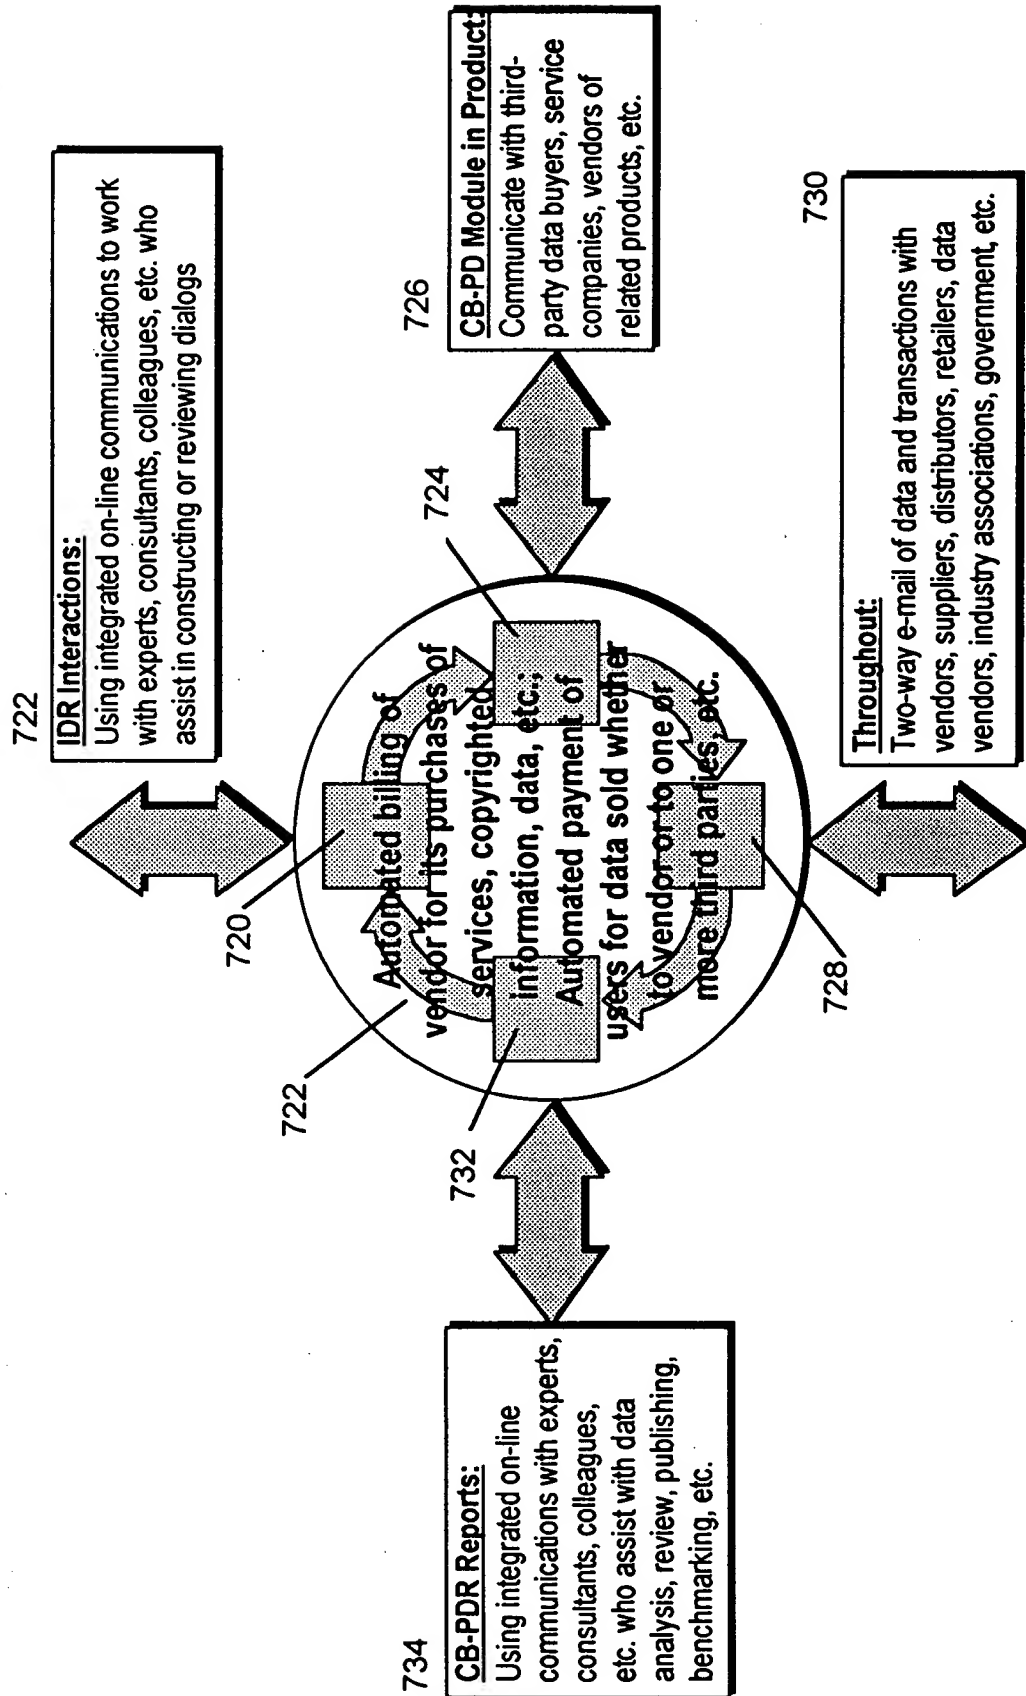 722
IDR Interactions:
Using integrated on-line communications to work
with experts, consultants, colleagues, etc. who
assist in constructing or reviewing dialogs
734
CB-PDR Reports:
Using integrated on-line
communications with experts,
consultants, colleagues,
etc. who assist with data
analysis, review, publishing,
benchmarking, etc.
722
720
732
724
728
Automated billing of
vendor for its purchases of
services, copyrighted
information, data, etc.;
Automated payment of
users for data sold whether
to vendor or to one or
more third parties, etc.
726
CB-PD Module in Product:
Communicate with third-
party data buyers, service
companies, vendors of
related products, etc.
730
Throughout:
Two-way e-mail of data and transactions with
vendors, suppliers, distributors, retailers, data
vendors, industry associations, government, etc.